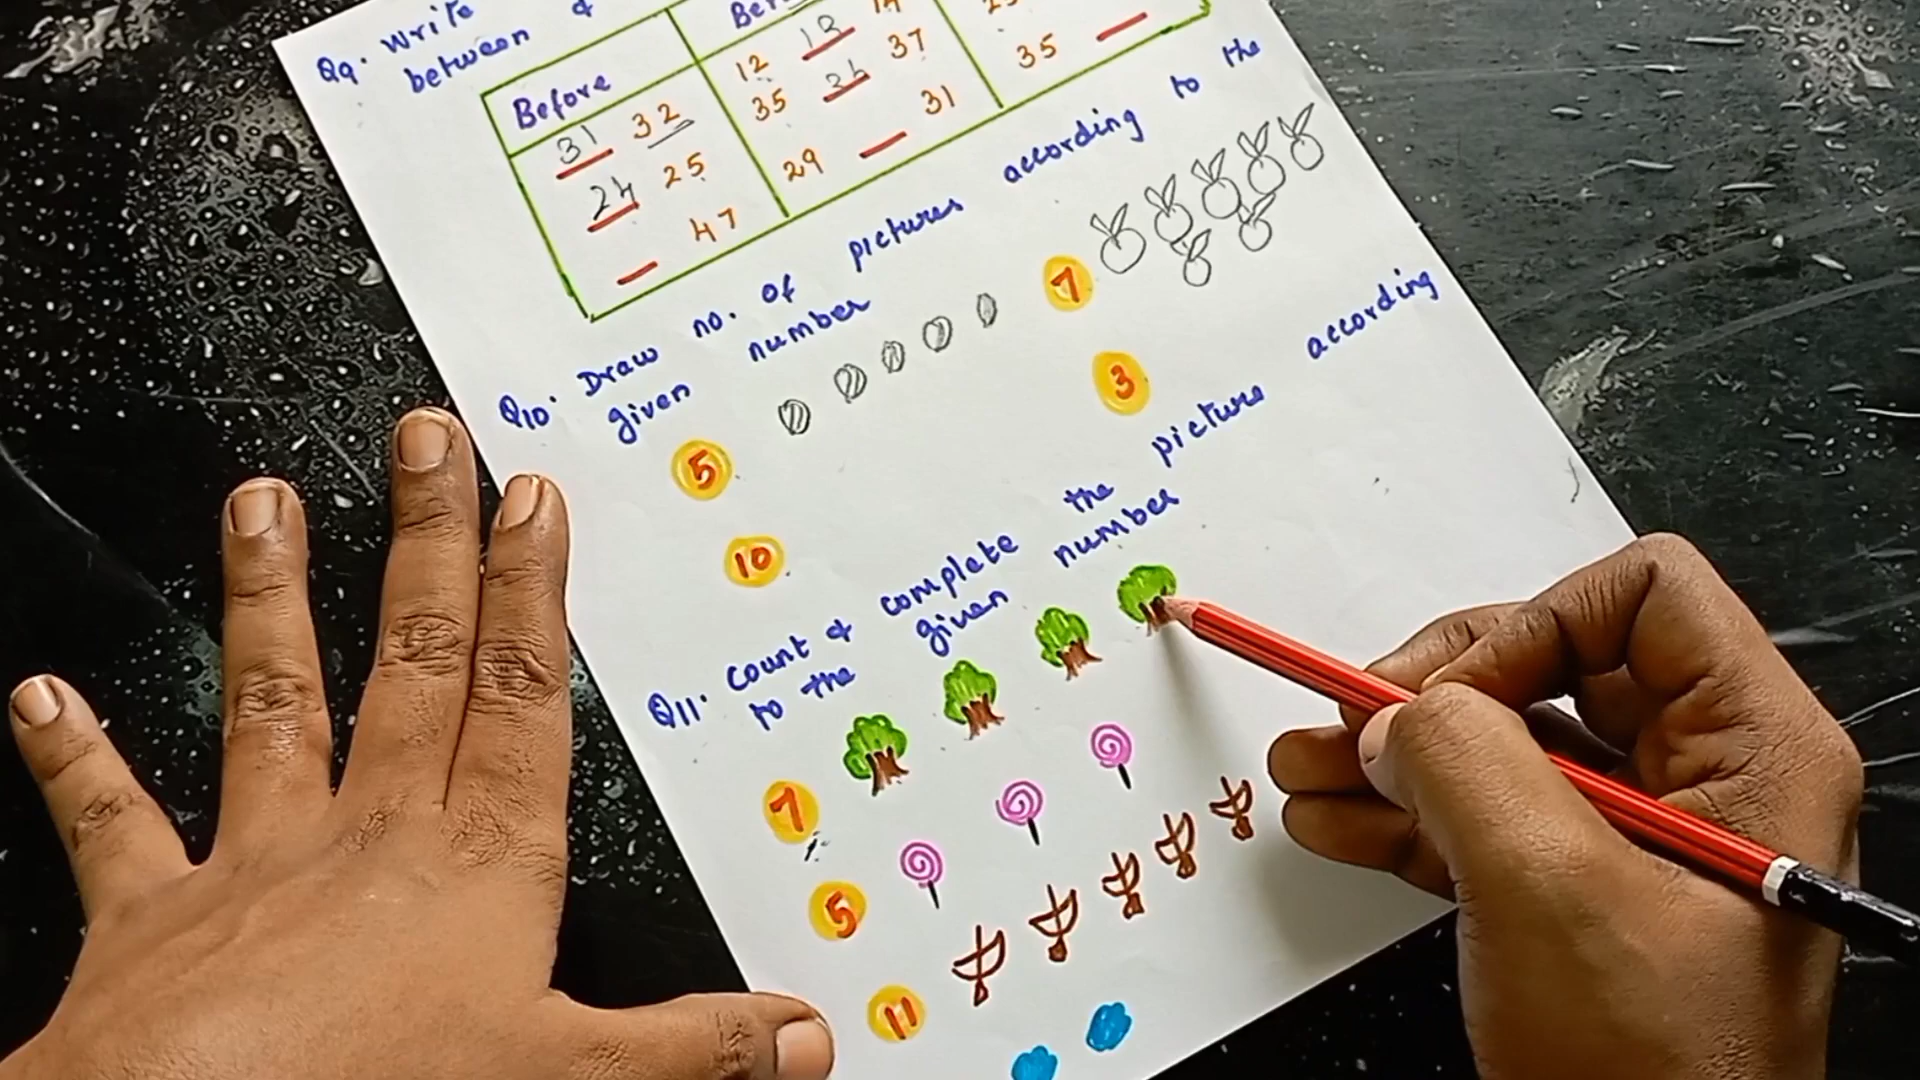 Q9. Write
between &
Before
31 32
24 25
47
12 13 14
35 36 37
29 31
35
Q10. Draw no. of pictures according to the
given number
5
7
10
3
Q11. Count & complete the picture according
to the given number
7
5
11